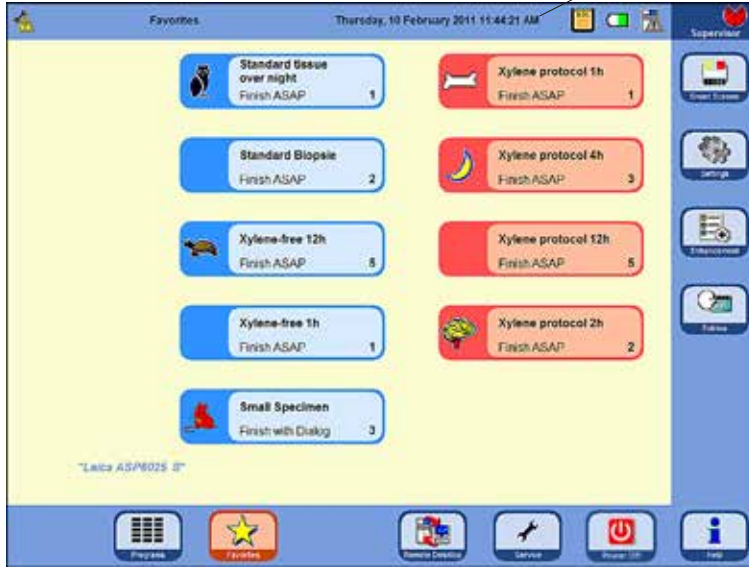 Favorites
Thursday, 10 February 2011 11:44:21 AM
Supervisor
Standard tissue
over night
Finish ASAP 1
Xylene protocol 1h
Finish ASAP 1
Smart Screen
Standard Biopsie
Finish ASAP 2
Xylene protocol 4h
Finish ASAP 3
Settings
Xylene-free 12h
Finish ASAP 5
Xylene protocol 12h
Finish ASAP 5
Xylene-free 1h
Finish ASAP 1
Xylene protocol 2h
Finish ASAP 2
Small Specimen
Finish with Dialog 3
"Leica ASP6025 S"
Programs
Favorites
Remote Desktop
Service
Power Off
Help